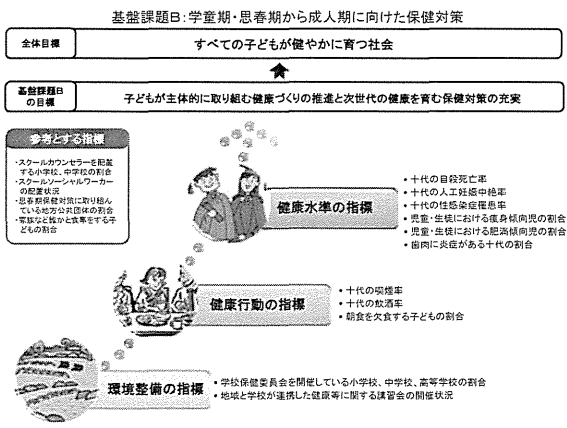 基盤課題B：学童期・思春期から成人期に向けた保健対策
全体目標
すべての子どもが健やかに育つ社会
基盤課題B
の目標
子どもが主体的に取り組む健康づくりの推進と次世代の健康を育む保健対策の充実
参考とする指標
・スクールカウンセラーを配置
する小学校、中学校の割合
・スクールソーシャルワーカー
の配置状況
・思春期保健対策に取り組ん
でいる地方公共団体の割合
・家族など誰かと食事をする子
どもの割合
健康水準の指標
・十代の自殺死亡率
・十代の人工妊娠中絶率
・十代の性感染症罹患率
・児童・生徒における痩身傾向児の割合
・児童・生徒における肥満傾向児の割合
・歯肉に炎症がある十代の割合
健康行動の指標
・十代の喫煙率
・十代の飲酒率
・朝食を欠食する子どもの割合
環境整備の指標
・学校保健委員会を開催している小学校、中学校、高等学校の割合
・地域と学校が連携した健康等に関する講習会の開催状況